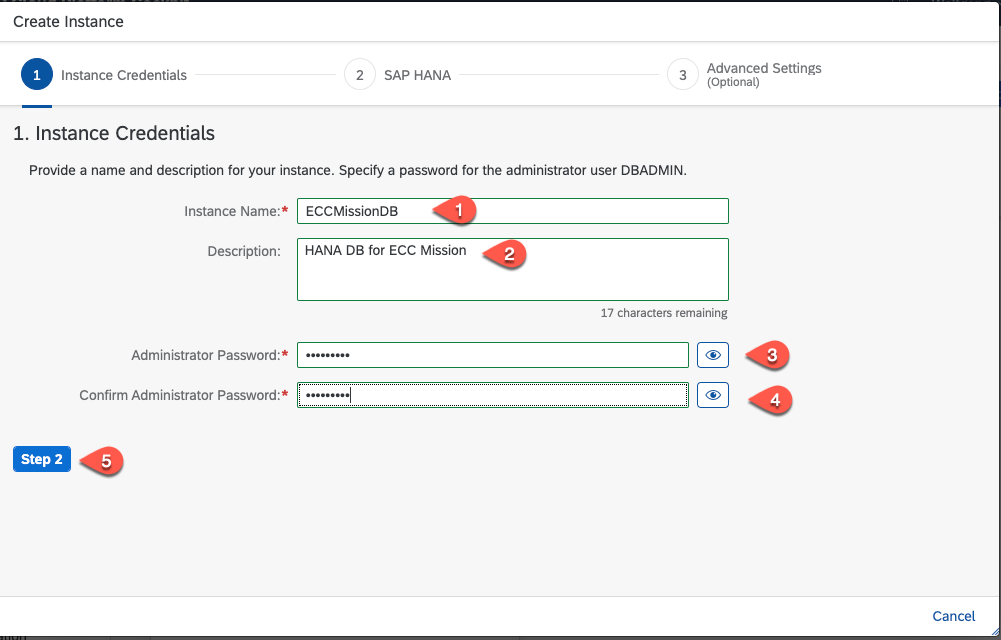 Create Instance
1 Instance Credentials 2 SAP HANA 3 Advanced Settings
(Optional)
1. Instance Credentials
Provide a name and description for your instance. Specify a password for the administrator user DBADMIN.
Instance Name:* ECCMissionDB 1
Description: HANA DB for ECC Mission 2
17 characters remaining
Administrator Password:* ••••••••• 3
Confirm Administrator Password:* ••••••••• 4
Step 2 5
Cancel